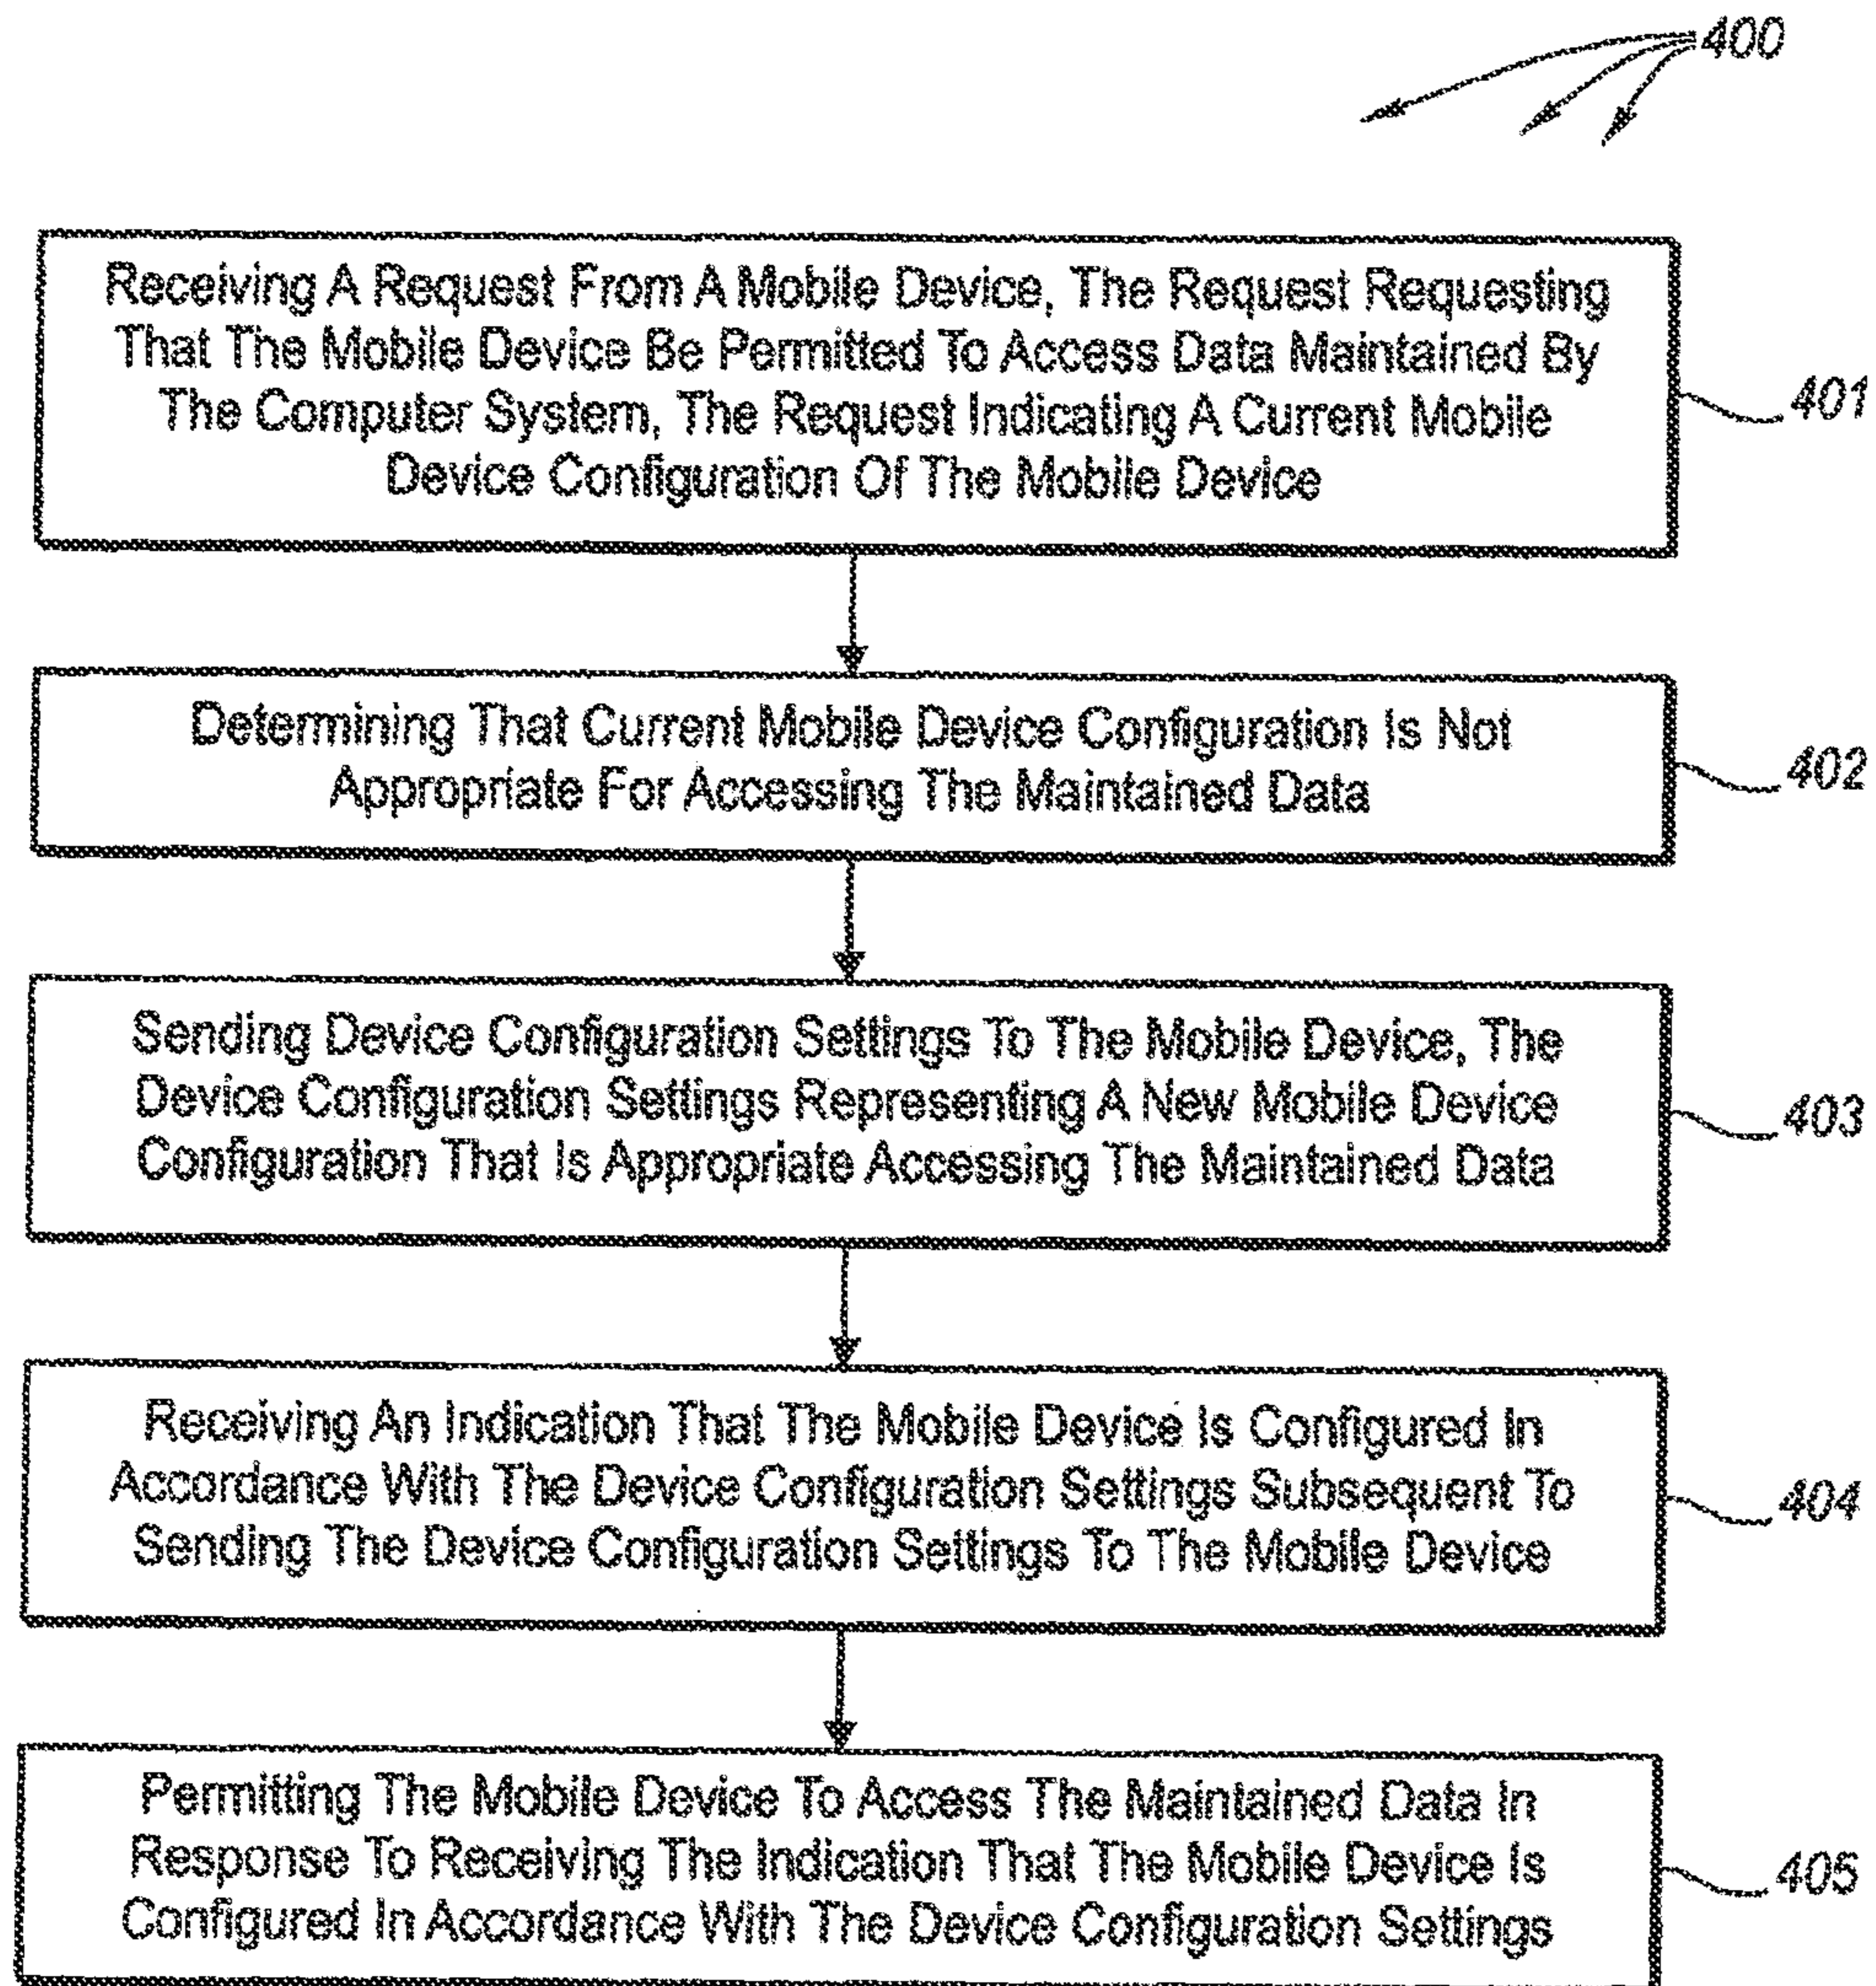 400
Receiving A Request From A Mobile Device, The Request Requesting
That The Mobile Device Be Permitted To Access Data Maintained By
The Computer System, The Request Indicating A Current Mobile
Device Configuration Of The Mobile Device
401
Determining That Current Mobile Device Configuration Is Not
Appropriate For Accessing The Maintained Data
402
Sending Device Configuration Settings To The Mobile Device, The
Device Configuration Settings Representing A New Mobile Device
Configuration That Is Appropriate Accessing The Maintained Data
403
Receiving An Indication That The Mobile Device Is Configured In
Accordance With The Device Configuration Settings Subsequent To
Sending The Device Configuration Settings To The Mobile Device
404
Permitting The Mobile Device To Access The Maintained Data In
Response To Receiving The Indication That The Mobile Device Is
Configured In Accordance With The Device Configuration Settings
405